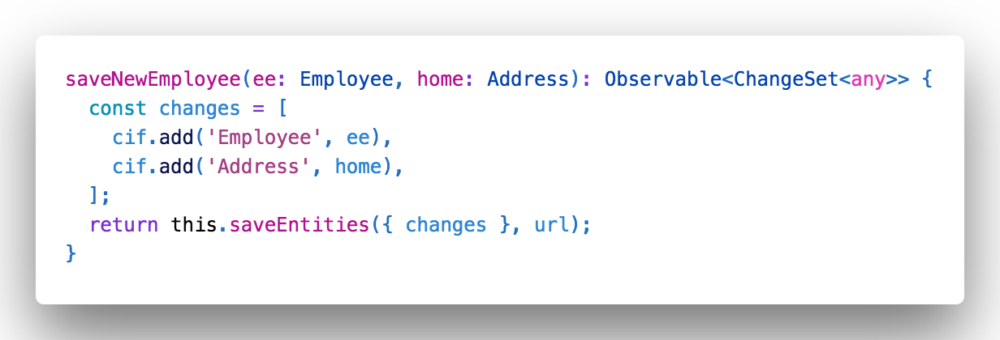 saveNewEmployee(ee: Employee, home: Address): Observable<ChangeSet<any>> {
  const changes = [
    cif.add('Employee', ee),
    cif.add('Address', home),
  ];
  return this.saveEntities({ changes }, url);
}